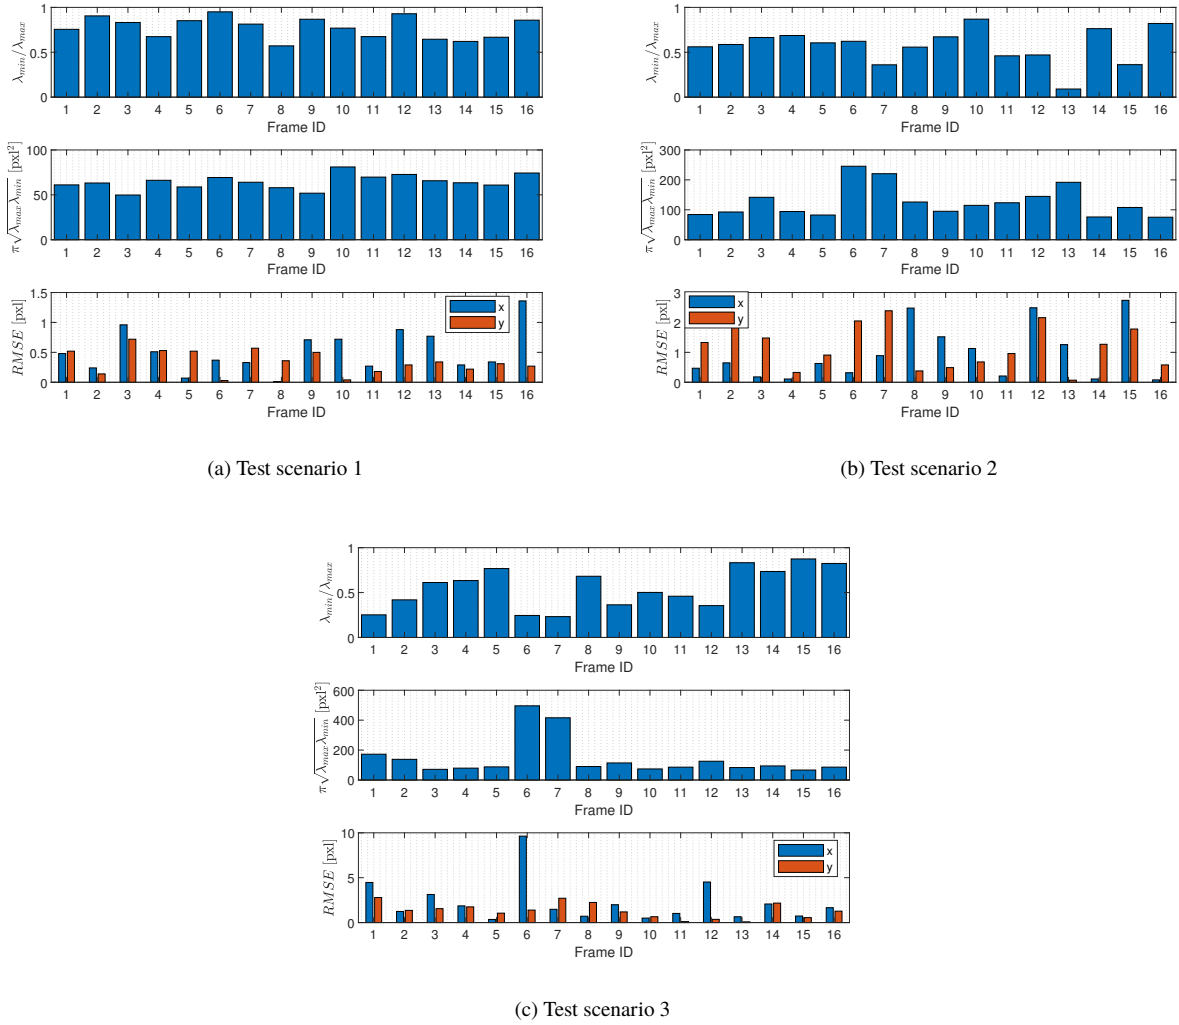 1
0.5
0
λ_min/λ_max
1 2 3 4 5 6 7 8 9 10 11 12 13 14 15 16
Frame ID
100
50
0
π√λ_maxλ_min [pxl²]
1 2 3 4 5 6 7 8 9 10 11 12 13 14 15 16
Frame ID
1.5
1
0.5
0
RMSE [pxl]
x
y
1 2 3 4 5 6 7 8 9 10 11 12 13 14 15 16
Frame ID
(a) Test scenario 1
1
0.5
0
λ_min/λ_max
1 2 3 4 5 6 7 8 9 10 11 12 13 14 15 16
Frame ID
300
200
100
0
π√λ_maxλ_min [pxl²]
1 2 3 4 5 6 7 8 9 10 11 12 13 14 15 16
Frame ID
3
2
1
0
RMSE [pxl]
x
y
1 2 3 4 5 6 7 8 9 10 11 12 13 14 15 16
Frame ID
(b) Test scenario 2
1
0.5
0
λ_min/λ_max
1 2 3 4 5 6 7 8 9 10 11 12 13 14 15 16
Frame ID
600
400
200
0
π√λ_maxλ_min [pxl²]
1 2 3 4 5 6 7 8 9 10 11 12 13 14 15 16
Frame ID
10
5
0
RMSE [pxl]
x
y
1 2 3 4 5 6 7 8 9 10 11 12 13 14 15 16
Frame ID
(c) Test scenario 3